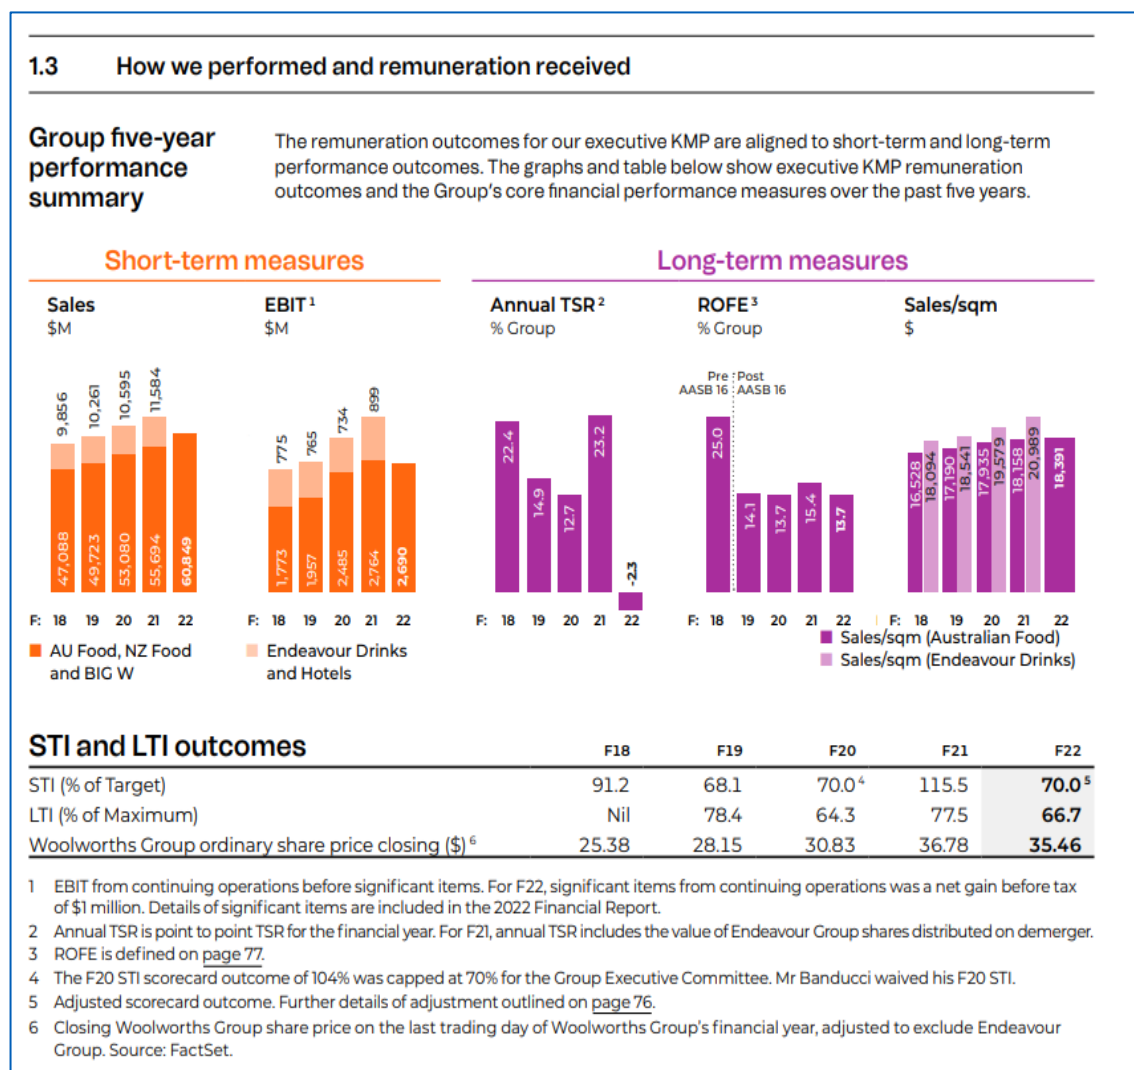 1.3 How we performed and remuneration received
Group five-year
performance
summary
The remuneration outcomes for our executive KMP are aligned to short-term and long-term
performance outcomes. The graphs and table below show executive KMP remuneration
outcomes and the Group's core financial performance measures over the past five years.
Short-term measures
Long-term measures
Sales
$M
9,856
10,261
10,595
11,584
47,088
49,723
53,080
55,694
60,849
F: 18 19 20 21 22
EBIT 1
$M
775
765
734
899
1,773
1,957
2,485
2,764
2,690
F: 18 19 20 21 22
AU Food, NZ Food
and BIG W
Endeavour Drinks
and Hotels
Annual TSR 2
% Group
22.4
14.9
12.7
23.2
-2.3
F: 18 19 20 21 22
ROFE 3
% Group
Pre Post
AASB 16 AASB 16
25.0
14.1
13.7
15.4
13.7
F: 18 19 20 21 22
Sales/sqm
$
16,528
18,094
17,190
18,541
17,935
19,579
18,158
20,989
18,391
F: 18 19 20 21 22
Sales/sqm (Australian Food)
Sales/sqm (Endeavour Drinks)
STI and LTI outcomes F18 F19 F20 F21 F22
STI (% of Target) 91.2 68.1 70.0 4 115.5 70.0 5
LTI (% of Maximum) Nil 78.4 64.3 77.5 66.7
Woolworths Group ordinary share price closing ($) 6 25.38 28.15 30.83 36.78 35.46
1 EBIT from continuing operations before significant items. For F22, significant items from continuing operations was a net gain before tax
of $1 million. Details of significant items are included in the 2022 Financial Report.
2 Annual TSR is point to point TSR for the financial year. For F21, annual TSR includes the value of Endeavour Group shares distributed on demerger.
3 ROFE is defined on page 77.
4 The F20 STI scorecard outcome of 104% was capped at 70% for the Group Executive Committee. Mr Banducci waived his F20 STI.
5 Adjusted scorecard outcome. Further details of adjustment outlined on page 76.
6 Closing Woolworths Group share price on the last trading day of Woolworths Group's financial year, adjusted to exclude Endeavour
Group. Source: FactSet.